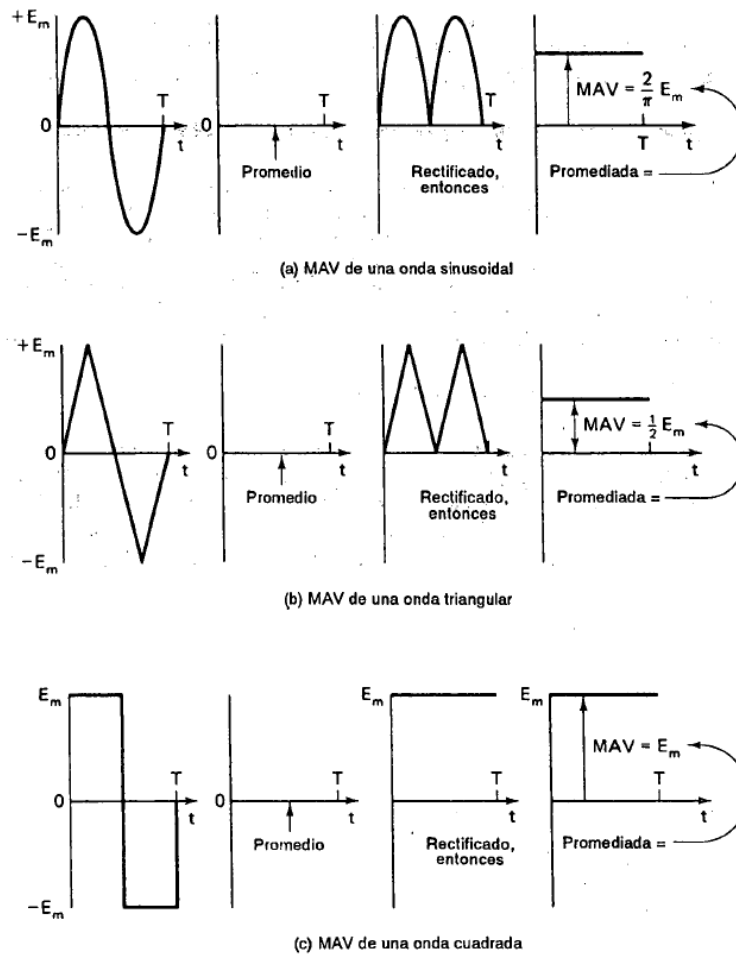 +E_m
T
0
t
−E_m
T
0
t
Promedio
T
t
Rectificado,
entonces
MAV = 2/π E_m
T
t
Promediada =
(a) MAV de una onda sinusoidal
+E_m
T
0
t
−E_m
T
0
t
Promedio
T
t
Rectificado,
entonces
MAV = 1/2 E_m
T
t
Promediada =
(b) MAV de una onda triangular
E_m
T
0
t
−E_m
T
0
t
Promedio
E_m
T
t
Rectificado,
entonces
E_m
MAV = E_m
T
t
Promediada =
(c) MAV de una onda cuadrada